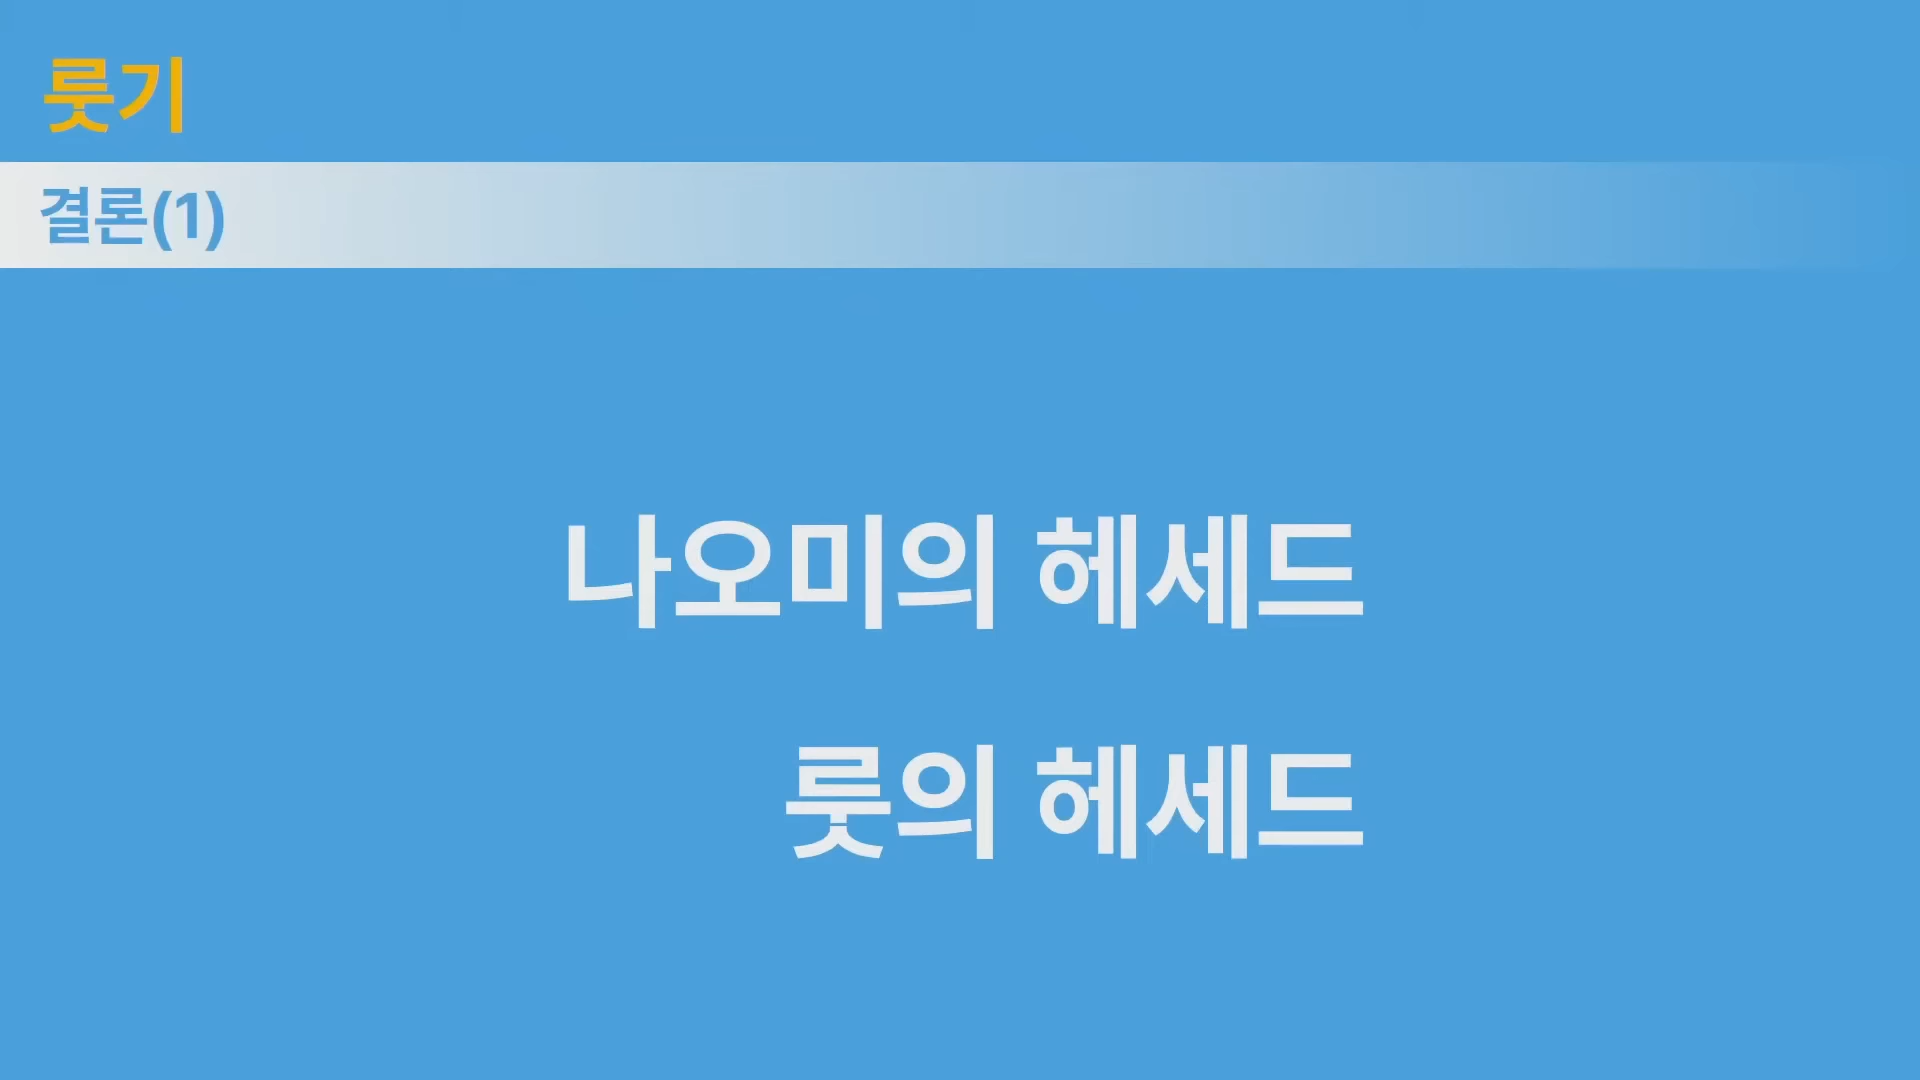 룻기
결론(1)
나오미의 헤세드
룻의 헤세드